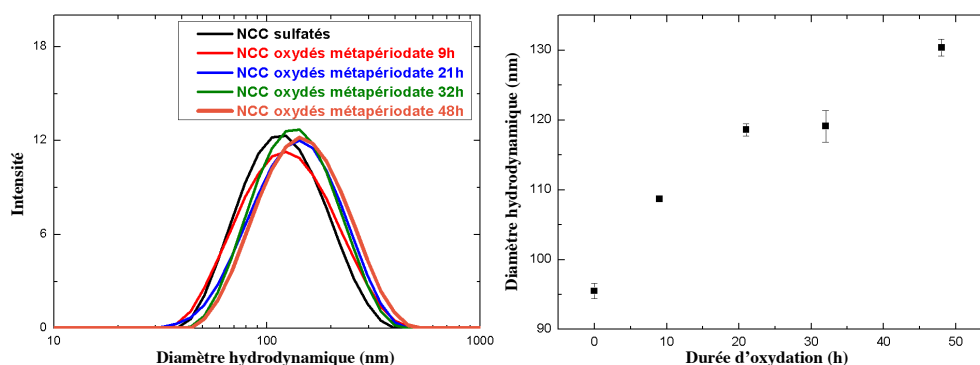 18
12
6
0
Intensité
NCC sulfatés
NCC oxydés métapériodate 9h
NCC oxydés métapériodate 21h
NCC oxydés métapériodate 32h
NCC oxydés métapériodate 48h
10
100
1000
Diamètre hydrodynamique (nm)
130
120
110
100
90
Diamètre hydrodynamique (nm)
0
10
20
30
40
50
Durée d'oxydation (h)